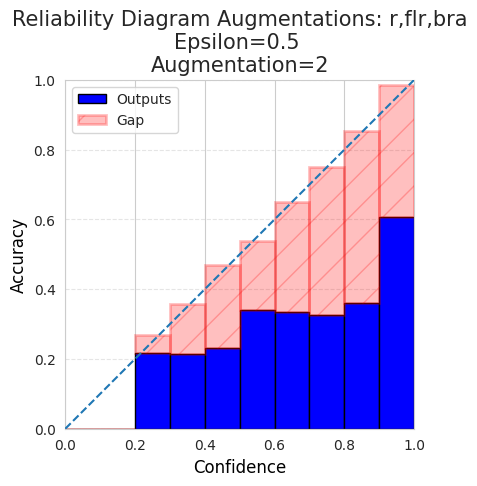 Reliability Diagram Augmentations: r,flr,bra
Epsilon=0.5
Augmentation=2
1.0
Outputs
Gap
0.8
0.6
0.4
0.2
0.0
Accuracy
0.0 0.2 0.4 0.6 0.8 1.0
Confidence